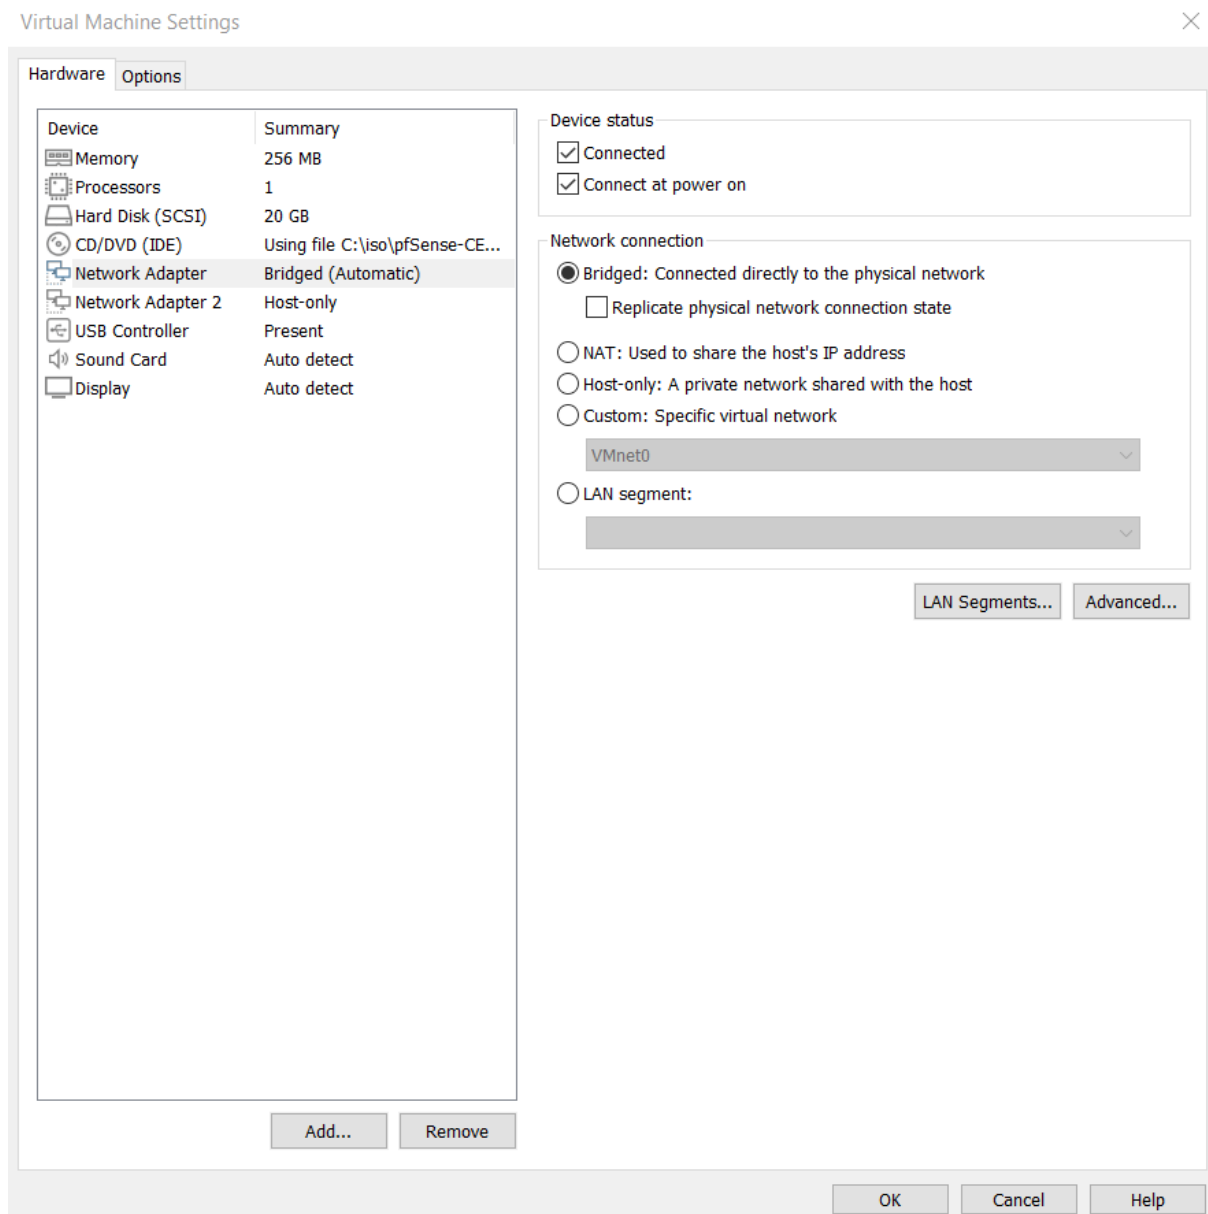 Virtual Machine Settings
Hardware Options
Device Summary
Memory 256 MB
Processors 1
Hard Disk (SCSI) 20 GB
CD/DVD (IDE) Using file C:\iso\pfSense-CE...
Network Adapter Bridged (Automatic)
Network Adapter 2 Host-only
USB Controller Present
Sound Card Auto detect
Display Auto detect
Add... Remove
Device status
Connected
Connect at power on
Network connection
Bridged: Connected directly to the physical network
Replicate physical network connection state
NAT: Used to share the host's IP address
Host-only: A private network shared with the host
Custom: Specific virtual network
VMnet0
LAN segment:
LAN Segments... Advanced...
OK Cancel Help